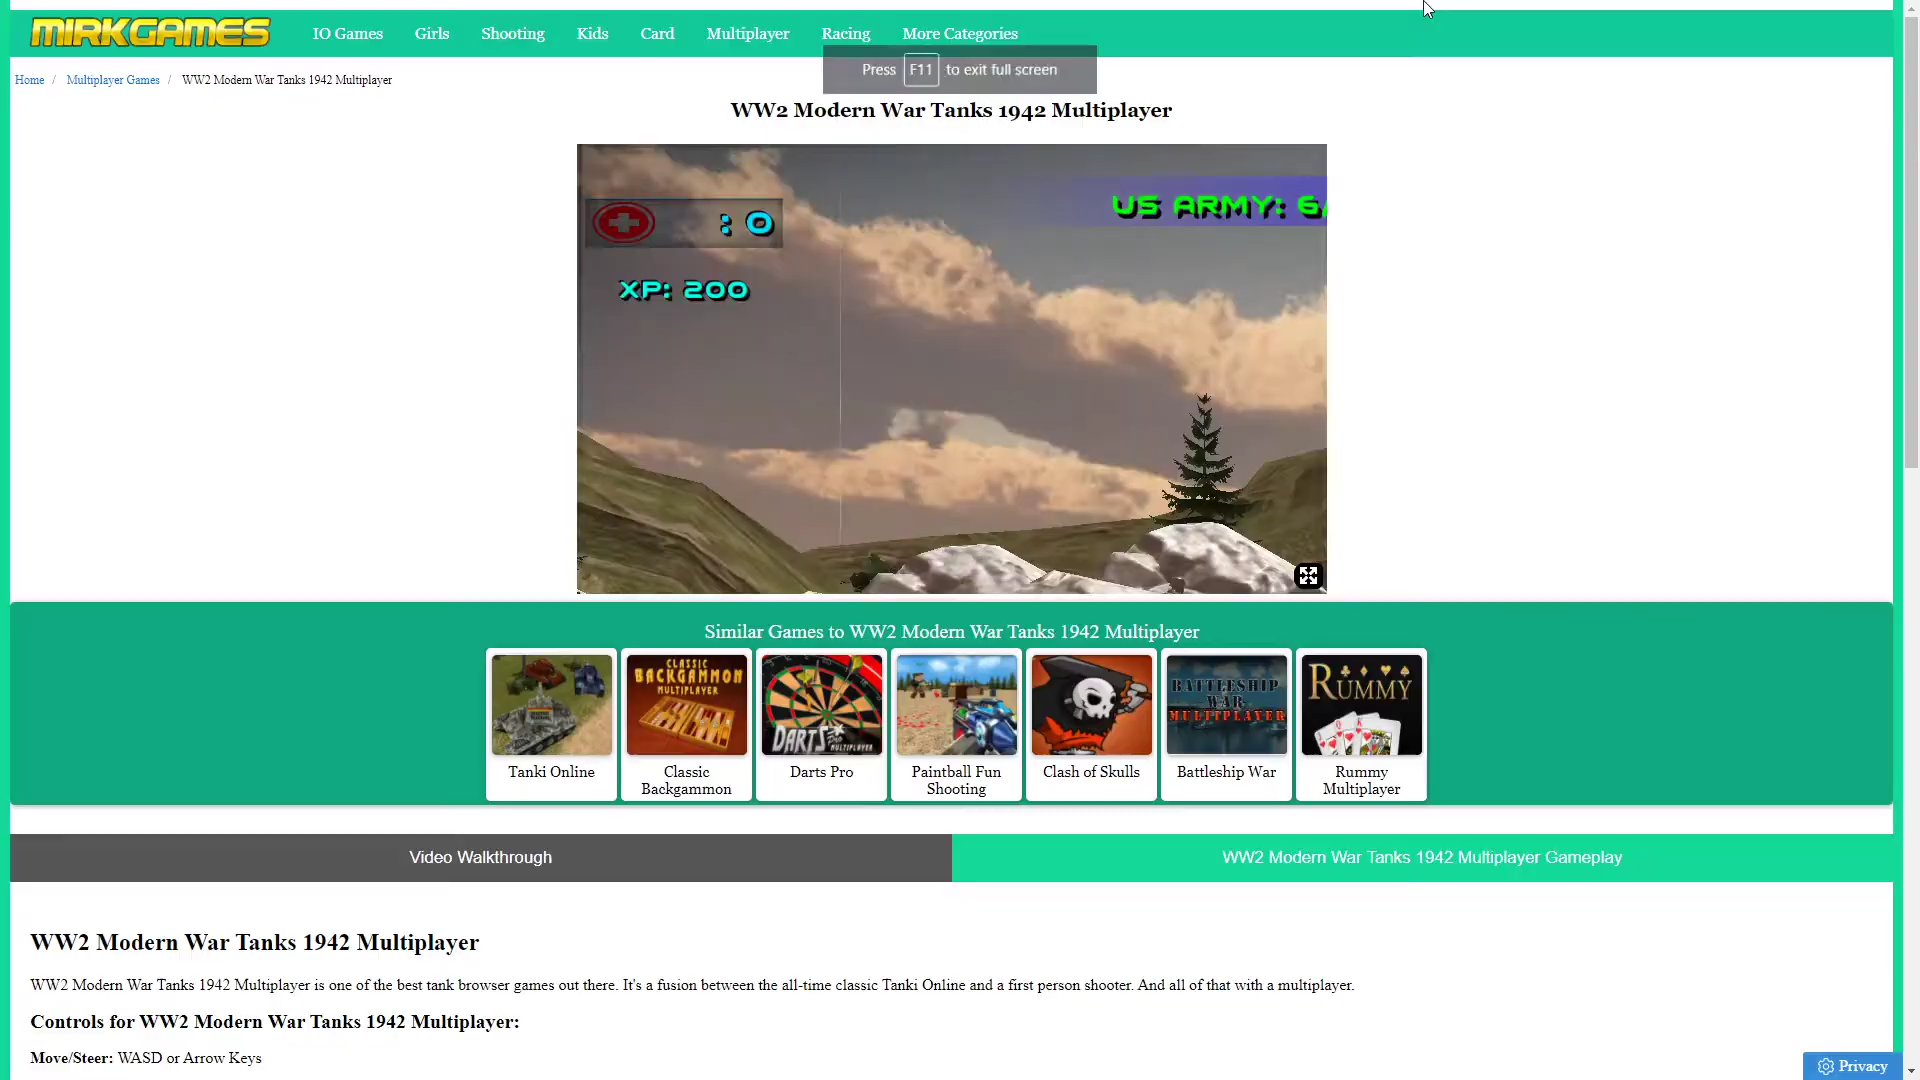 MIRKGAMES
IO Games
Girls
Shooting
Kids
Card
Multiplayer
Racing
More Categories
Press F11 to exit full screen
Home / Multiplayer Games / WW2 Modern War Tanks 1942 Multiplayer
WW2 Modern War Tanks 1942 Multiplayer
: 0
US ARMY: 6/
XP: 200
Similar Games to WW2 Modern War Tanks 1942 Multiplayer
CLASSIC
BACKGAMMON
MULTIPLAYER
DARTS PRO
MULTIPLAYER
BATTLESHIP
WAR
MULTIPLAYER
RUMMY
Tanki Online
Classic
Backgammon
Darts Pro
Paintball Fun
Shooting
Clash of Skulls
Battleship War
Rummy
Multiplayer
Video Walkthrough
WW2 Modern War Tanks 1942 Multiplayer Gameplay
WW2 Modern War Tanks 1942 Multiplayer
WW2 Modern War Tanks 1942 Multiplayer is one of the best tank browser games out there. It's a fusion between the all-time classic Tanki Online and a first person shooter. And all of that with a multiplayer.
Controls for WW2 Modern War Tanks 1942 Multiplayer:
Move/Steer: WASD or Arrow Keys
Privacy